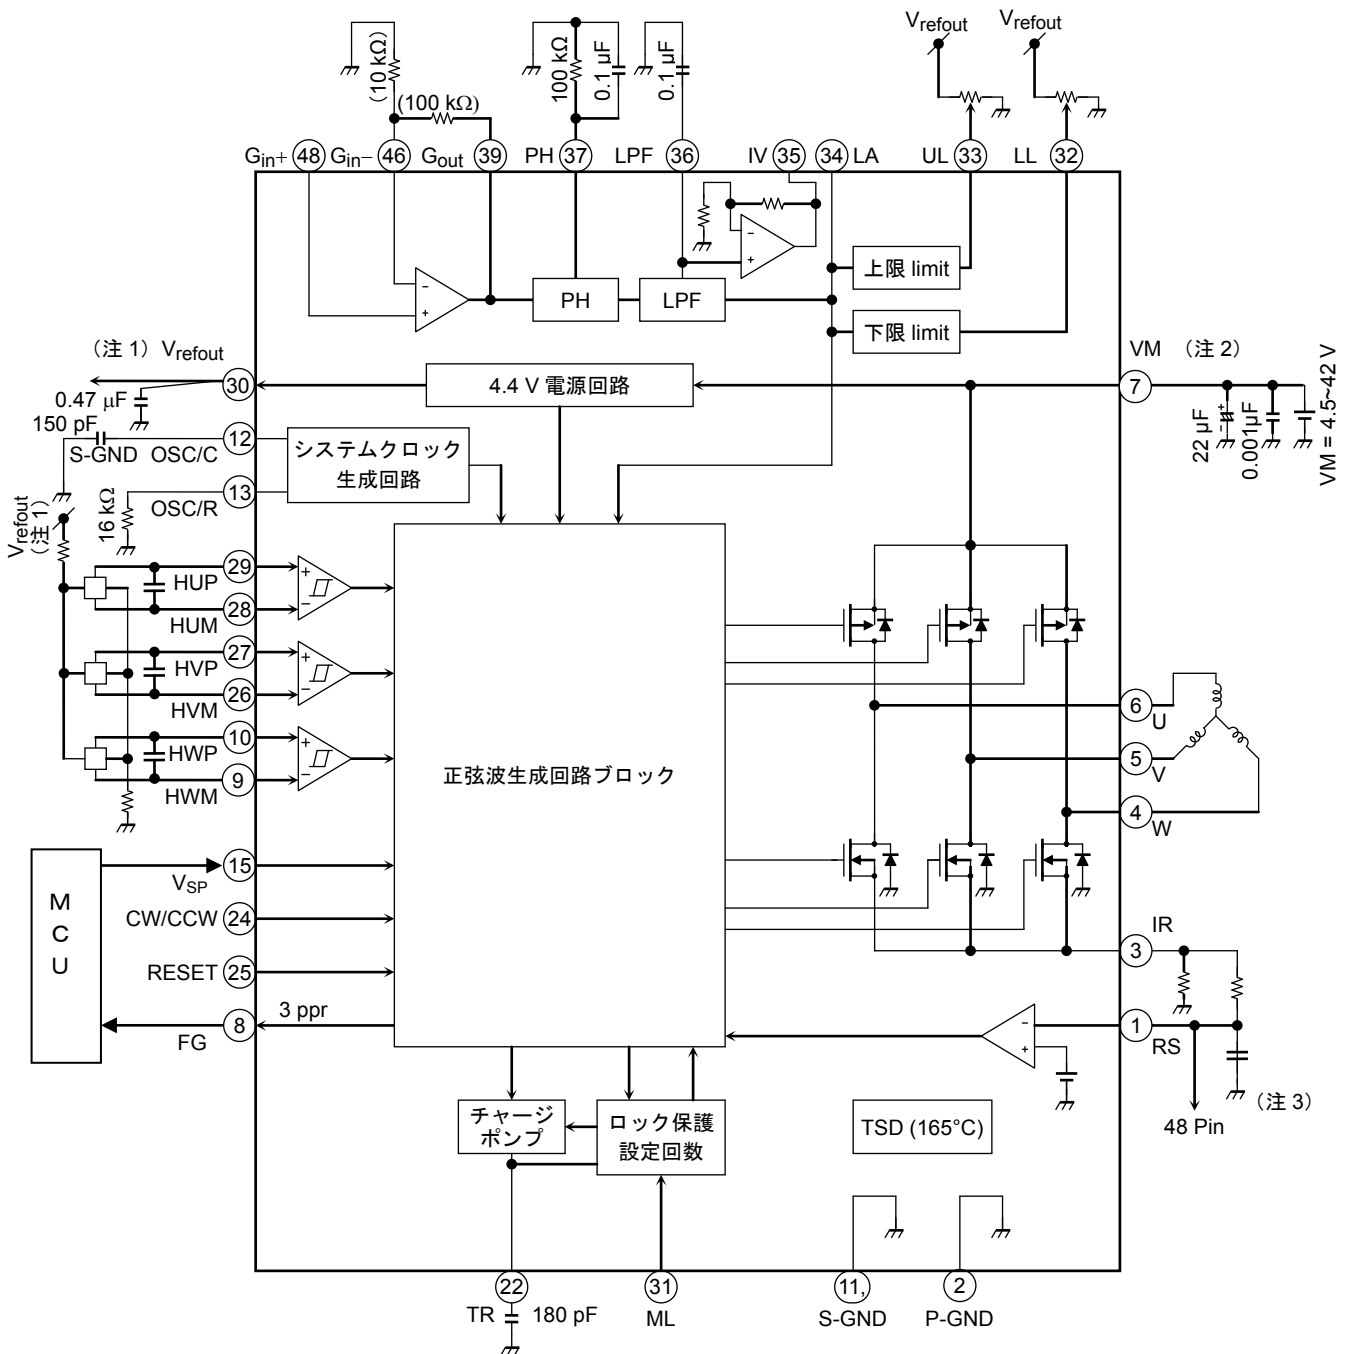 Vrefout
Vrefout
(10 kΩ)
(100 kΩ)
100 kΩ
0.1 μF
0.1 μF
Gin+ 48
Gin− 46
Gout 39
PH 37
LPF 36
IV 35
34 LA
UL 33
LL 32
上限 limit
下限 limit
PH
LPF
（注 1）Vrefout
30
0.47 μF
4.4 V 電源回路
VM （注 2）
7
22 μF
0.001μF
VM = 4.5~42 V
150 pF
S-GND OSC/C 12
システムクロック
生成回路
13
OSC/R
16 kΩ
Vrefout
（注 1）
29
HUP
28
HUM
27
HVP
26
HVM
10
HWP
9
HWM
正弦波生成回路ブロック
6
U
5
V
4
W
MCU
15
VSP
CW/CCW 24
RESET 25
8
FG
3 ppr
IR
3
1
RS
（注 3）
48 Pin
チャージ
ポンプ
ロック保護
設定回数
TSD (165°C)
22
TR
180 pF
31
ML
11,
S-GND
2
P-GND